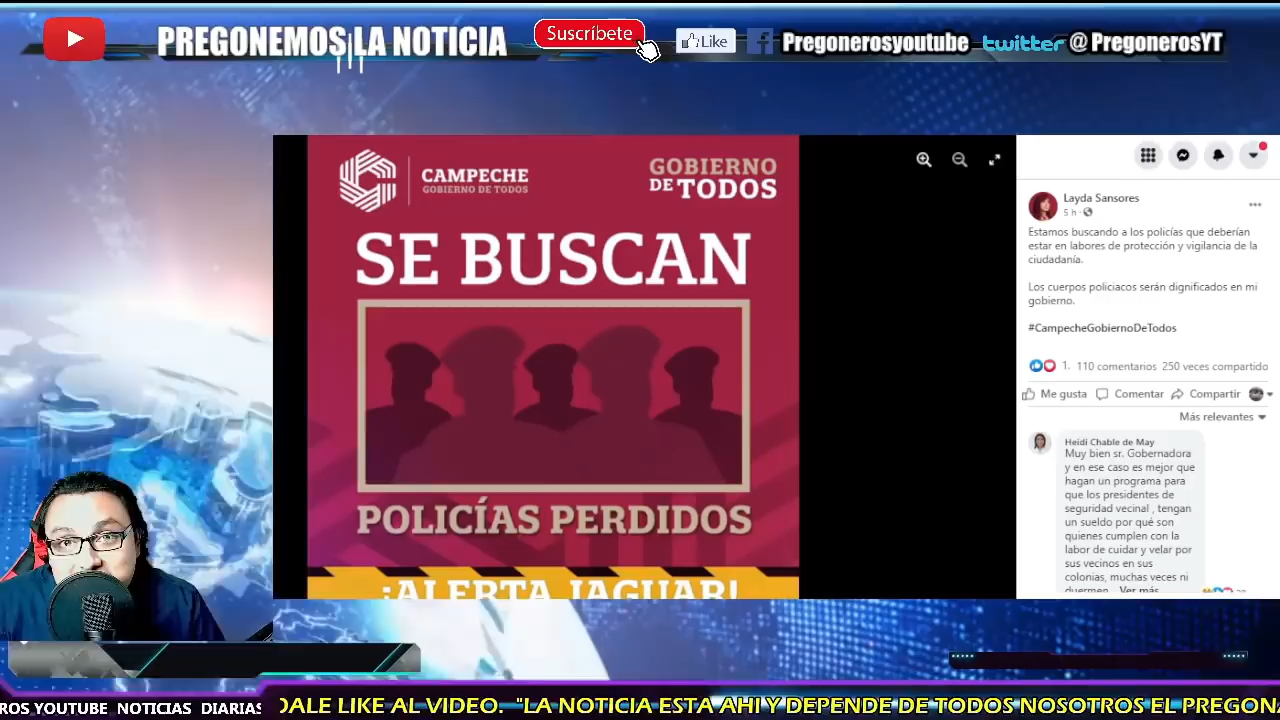 PREGONEMOS LA NOTICIA
Suscríbete
Like
Pregonerosyoutube
twitter @PregonerosYT
CAMPECHE
GOBIERNO DE TODOS
GOBIERNO
DE TODOS
SE BUSCAN
POLICÍAS PERDIDOS
¡ALERTA JAGUAR!
Layda Sansores
5 h
Estamos buscando a los policías que deberían
estar en labores de protección y vigilancia de la
ciudadanía.
Los cuerpos policiacos serán dignificados en mi
gobierno.
#CampecheGobiernoDeTodos
1. 110 comentarios 250 veces compartido
Me gusta Comentar Compartir
Más relevantes
Heidi Chable de May
Muy bien sr. Gobernadora
y en ese caso es mejor que
hagan un programa para
que los presidentes de
seguridad vecinal , tengan
un sueldo por qué son
quienes cumplen con la
labor de cuidar y velar por
sus vecinos en sus
colonias, muchas veces ni
duermen... Ver más
ROS YOUTUBE NOTICIAS DIARIAS
DALE LIKE AL VIDEO. "LA NOTICIA ESTA AHI Y DEPENDE DE TODOS NOSOTROS EL PREGONA